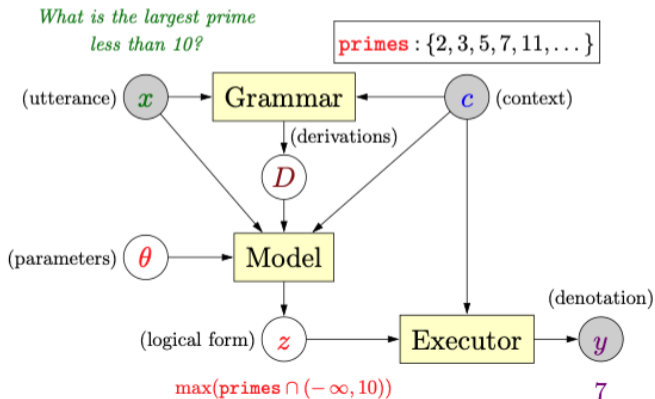 What is the largest prime
less than 10?
primes : {2, 3, 5, 7, 11, . . . }
(utterance) x Grammar c (context)
(derivations)
D
(parameters) θ Model
(denotation)
(logical form) z Executor y
max(primes ∩ (−∞, 10)) 7